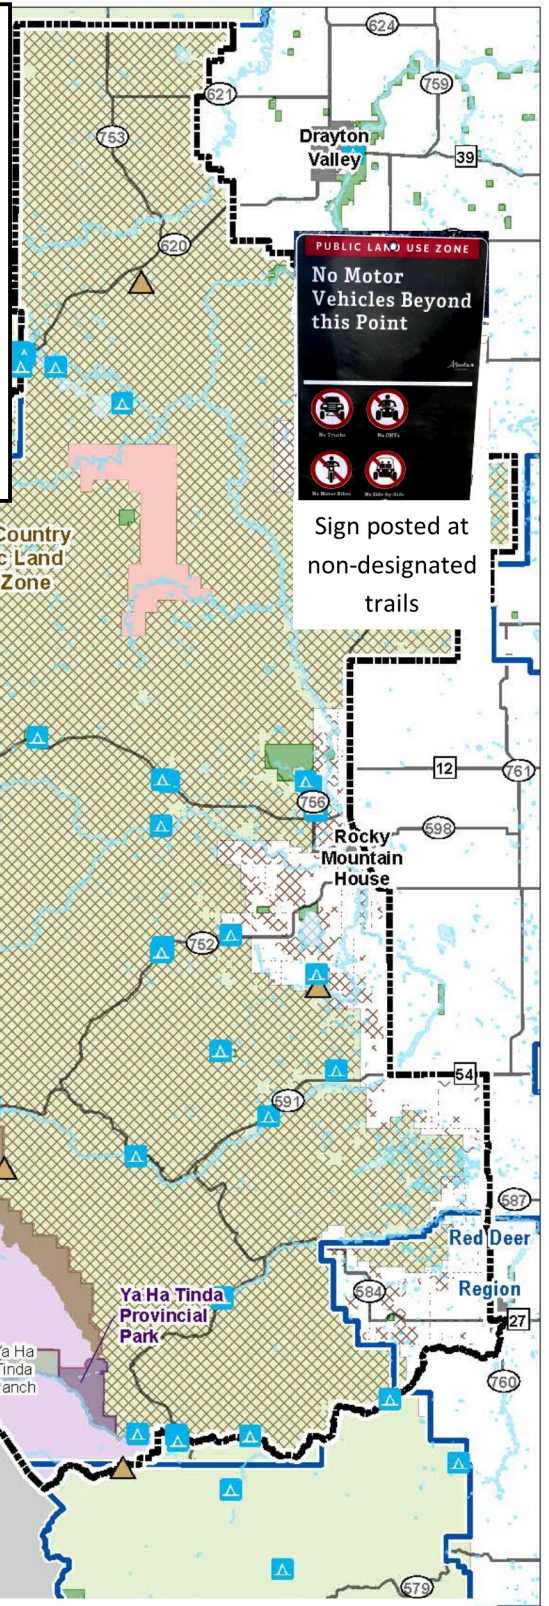 624
621
759
753
Drayton
Valley
39
620
PUBLIC LAND USE ZONE
No Motor
Vehicles Beyond
this Point
Alberta
No Trucks
No OHVs
No Motor Bikes
No Side-by-Side
Sign posted at
non-designated
trails
Country
c Land
Zone
12
761
756
598
Rocky
Mountain
House
752
54
591
587
Red Deer
Region
584
27
Ya Ha Tinda
Provincial
Park
Ya Ha
Tinda
Ranch
760
579